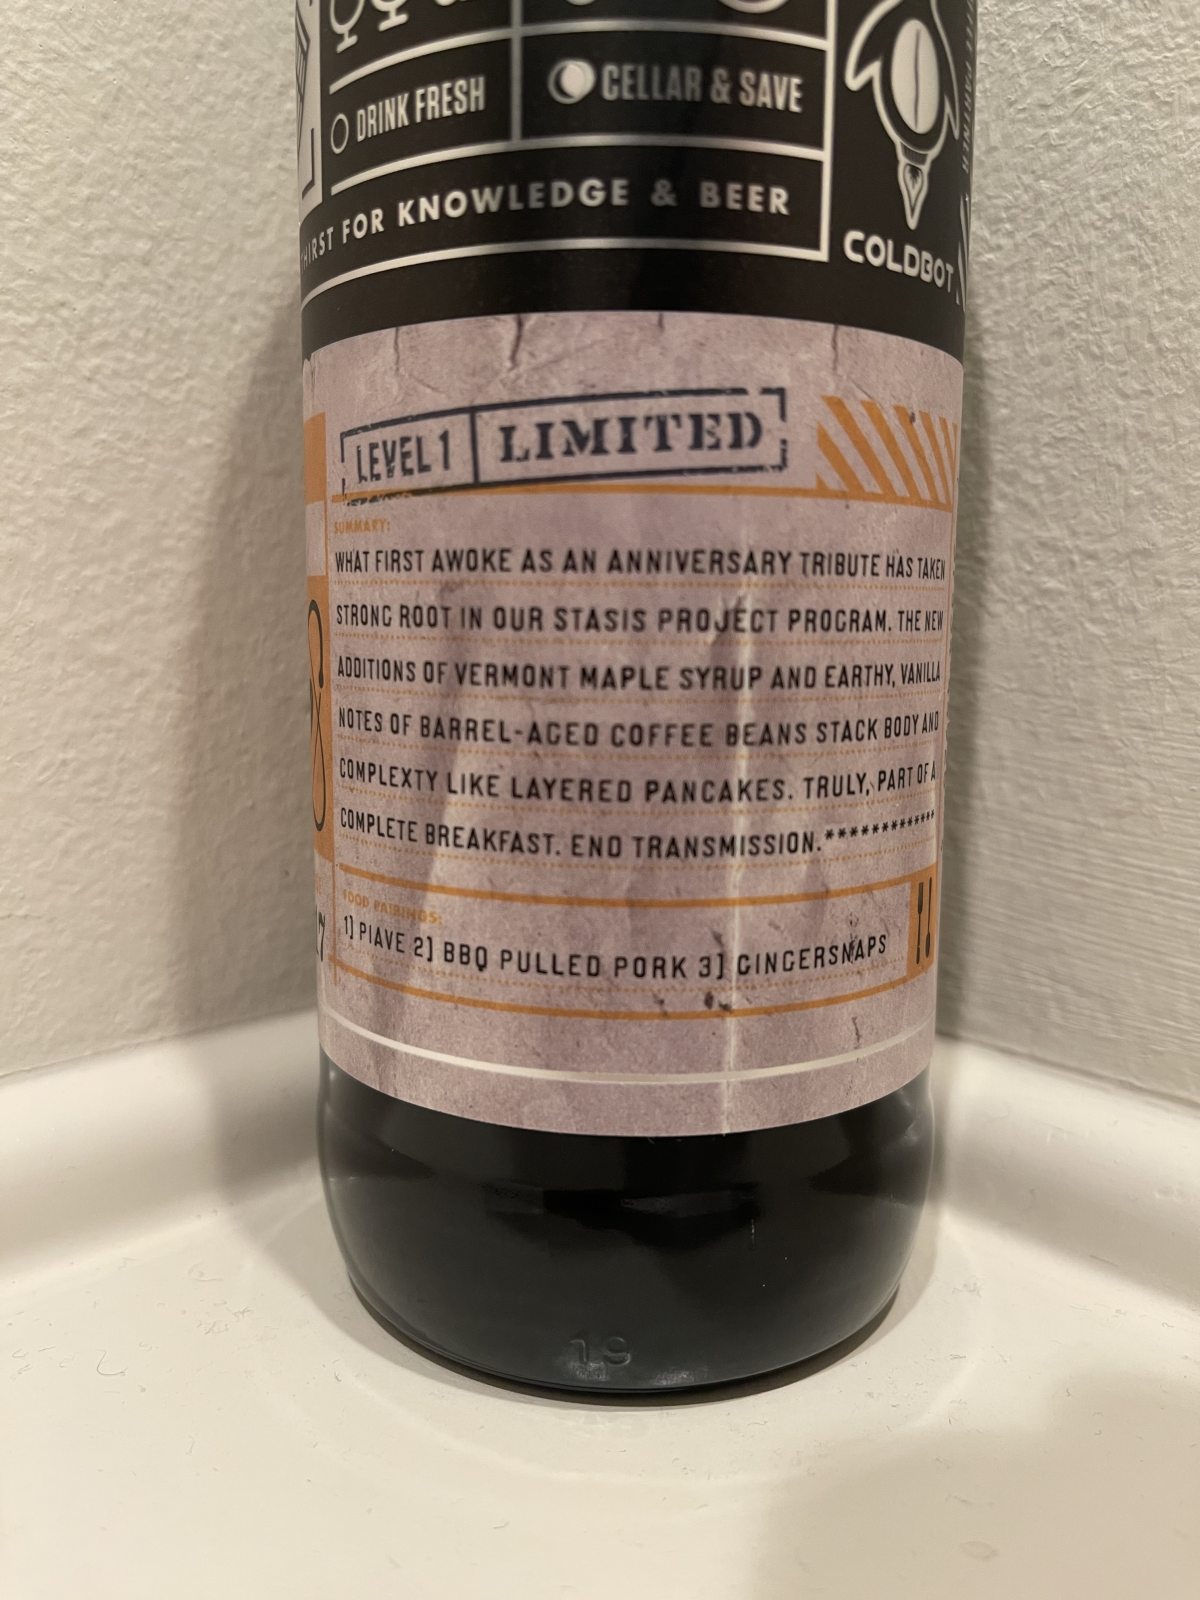 DRINK FRESH
CELLAR & SAVE
FOR KNOWLEDGE & BEER
COLDBOT
LEVEL 1 LIMITED
SUMMARY:
WHAT FIRST AWOKE AS AN ANNIVERSARY TRIBUTE HAS TAKEN
STRONG ROOT IN OUR STASIS PROJECT PROGRAM. THE NEW
ADDITIONS OF VERMONT MAPLE SYRUP AND EARTHY, VANILLA
NOTES OF BARREL-AGED COFFEE BEANS STACK BODY AND
COMPLEXTY LIKE LAYERED PANCAKES. TRULY, PART OF A
COMPLETE BREAKFAST. END TRANSMISSION.*************
FOOD PAIRINGS:
1] PIAVE 2] BBQ PULLED PORK 3] GINGERSNAPS
19